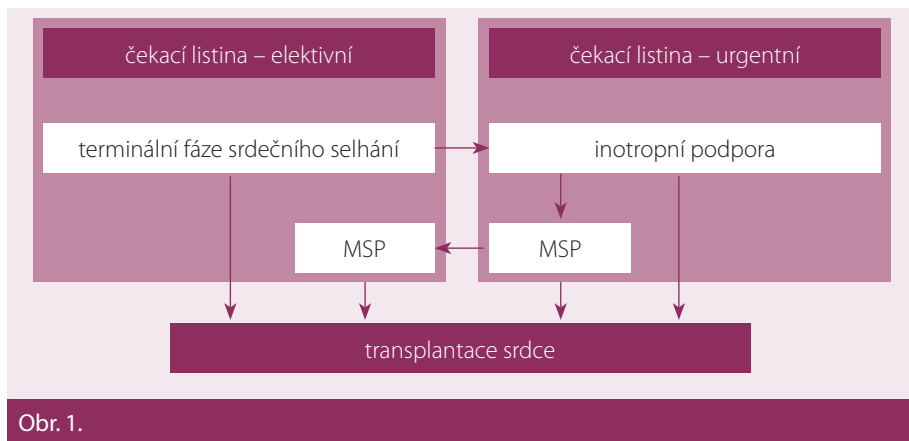 čekací listina – elektivní
čekací listina – urgentní
terminální fáze srdečního selhání
inotropní podpora
MSP
MSP
transplantace srdce
Obr. 1.